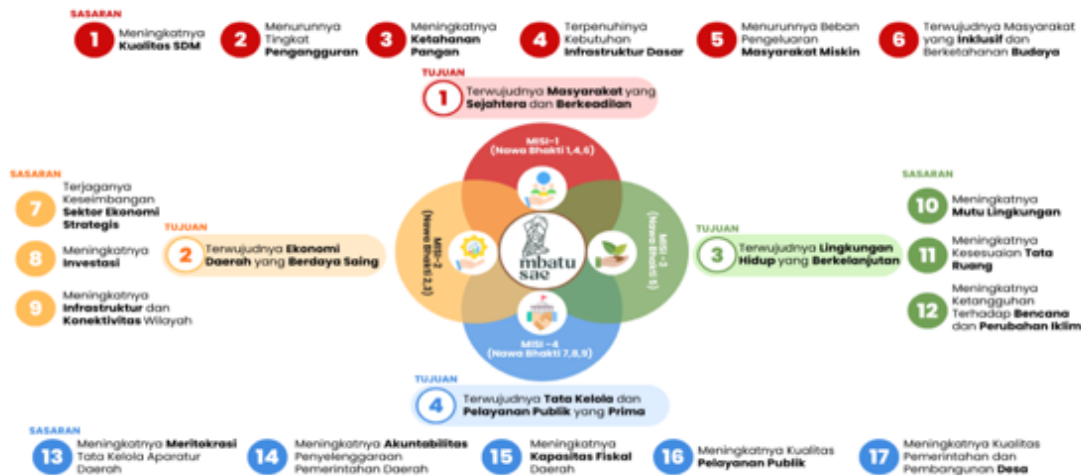 SASARAN
1
Meningkatnya
Kualitas SDM
2
Menurunnya
Tingkat
Pengangguran
3
Meningkatnya
Ketahanan
Pangan
4
Terpenuhinya
Kebutuhan
Infrastruktur Dasar
5
Menurunnya Beban
Pengeluaran
Masyarakat Miskin
6
Terwujudnya Masyarakat
yang Inklusif dan
Berketahanan Budaya
TUJUAN
1
Terwujudnya Masyarakat yang
Sejahtera dan Berkeadilan
MISI-1
(Nawa Bhakti 1,4,6)
SASARAN
7
Terjaganya
Keseimbangan
Sektor Ekonomi
Strategis
8
Meningkatnya
Investasi
9
Meningkatnya
Infrastruktur dan
Konektivitas Wilayah
TUJUAN
2
Terwujudnya Ekonomi
Daerah yang Berdaya Saing
MISI-2
(Nawa Bhakti 2,3)
mbatu
sae
MISI -3
(Nawa Bhakti 5)
TUJUAN
3
Terwujudnya Lingkungan
Hidup yang Berkelanjutan
SASARAN
10
Meningkatnya
Mutu Lingkungan
11
Meningkatnya
Kesesuaian Tata
Ruang
12
Meningkatnya
Ketangguhan
Terhadap Bencana
dan Perubahan Iklim
MISI -4
(Nawa Bhakti 7,8,9)
TUJUAN
4
Terwujudnya Tata Kelola dan
Pelayanan Publik yang Prima
SASARAN
13
Meningkatnya Meritokrasi
Tata Kelola Aparatur
Daerah
14
Meningkatnya Akuntabilitas
Penyelenggaraan
Pemerintahan Daerah
15
Meningkatnya
Kapasitas Fiskal
Daerah
16
Meningkatnya Kualitas
Pelayanan Publik
17
Meningkatnya Kualitas
Pemerintahan dan
Pembangunan Desa